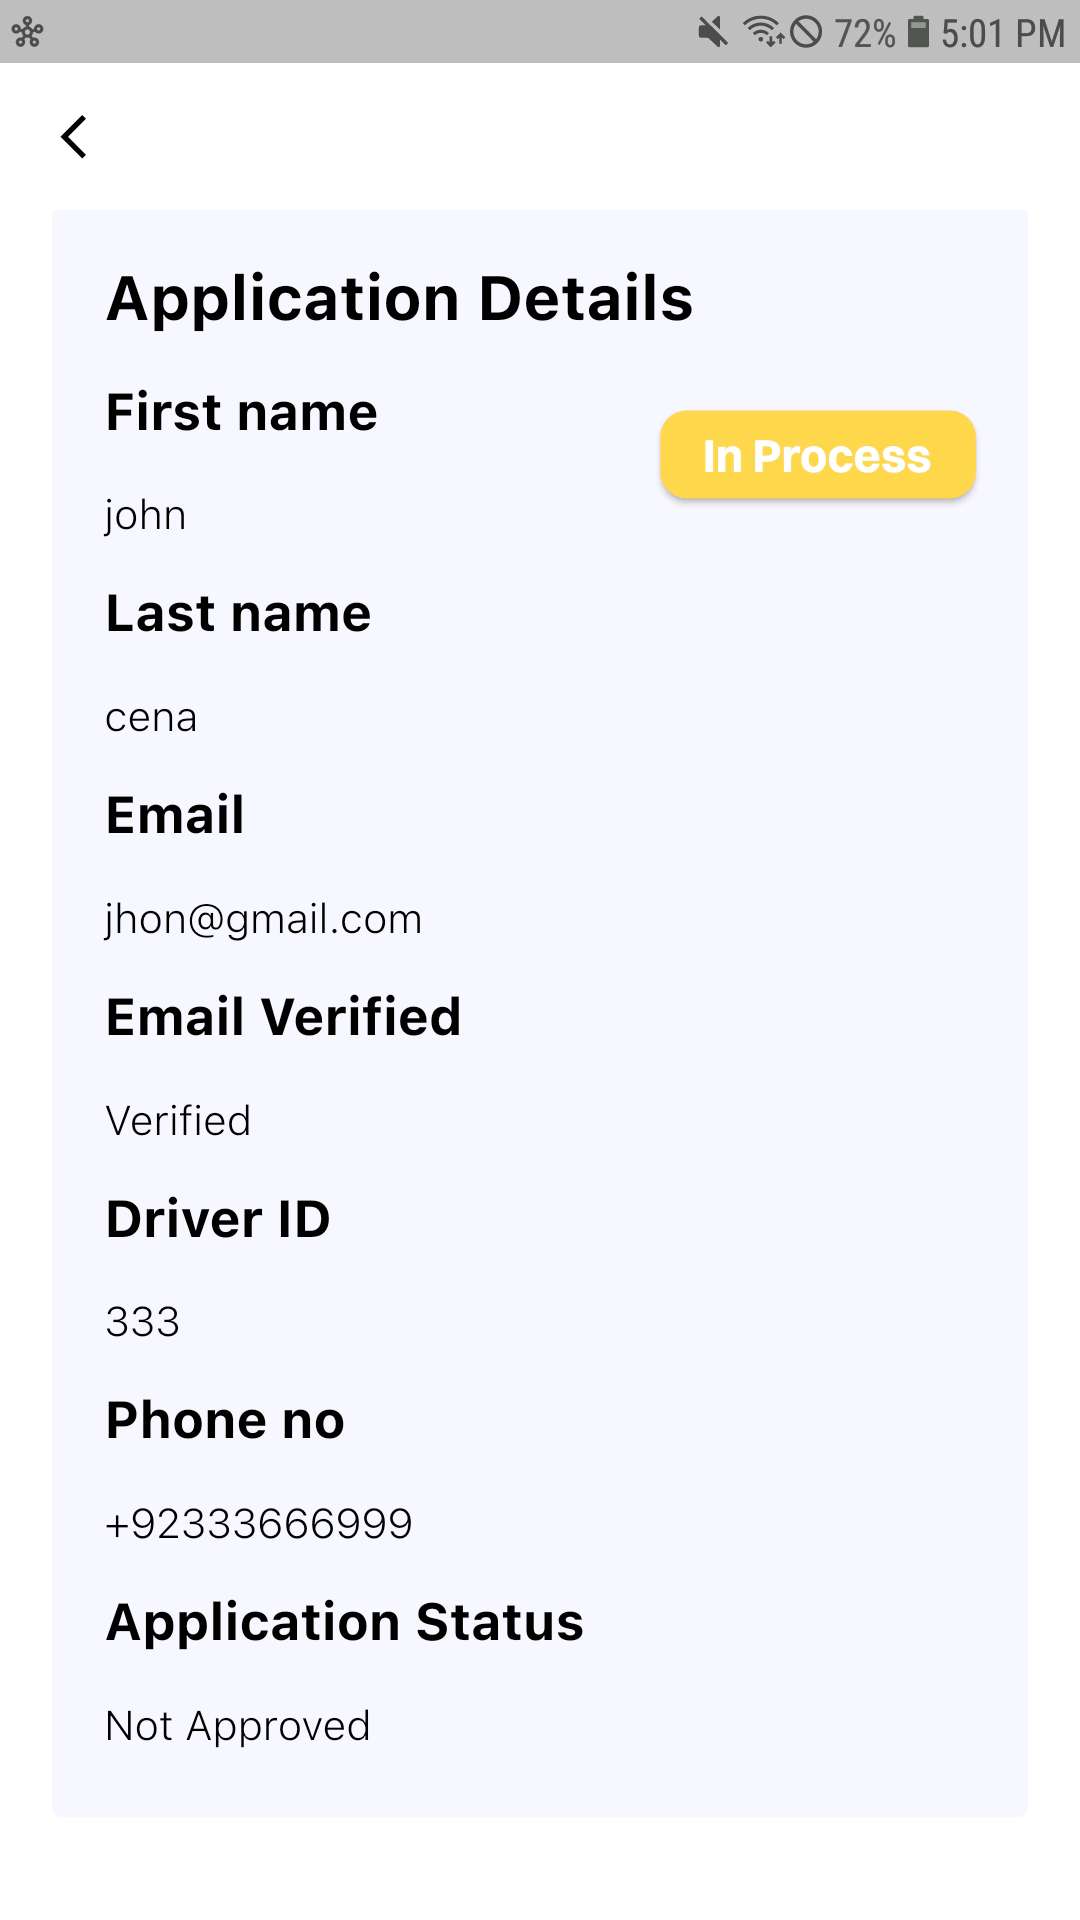 72% 5:01 PM
Application Details
First name
In Process
john
Last name
cena
Email
jhon@gmail.com
Email Verified
Verified
Driver ID
333
Phone no
+92333666999
Application Status
Not Approved